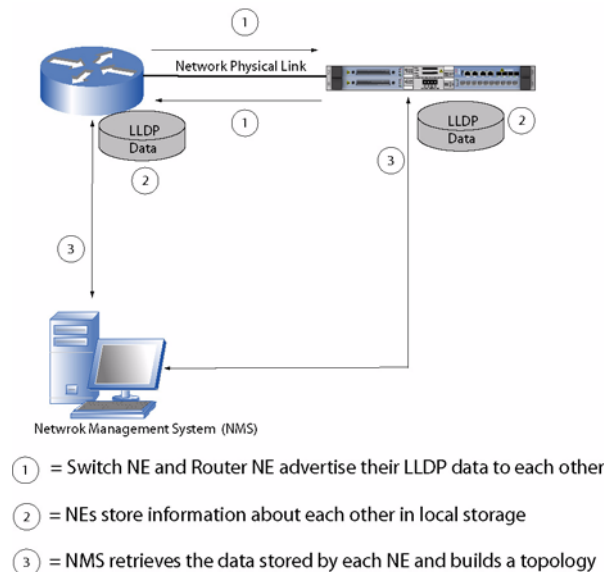 1
Network Physical Link
1
LLDP
Data
2
LLDP
Data
2
3
3
Netwrok Management System (NMS)
1 = Switch NE and Router NE advertise their LLDP data to each other
2 = NEs store information about each other in local storage
3 = NMS retrieves the data stored by each NE and builds a topology